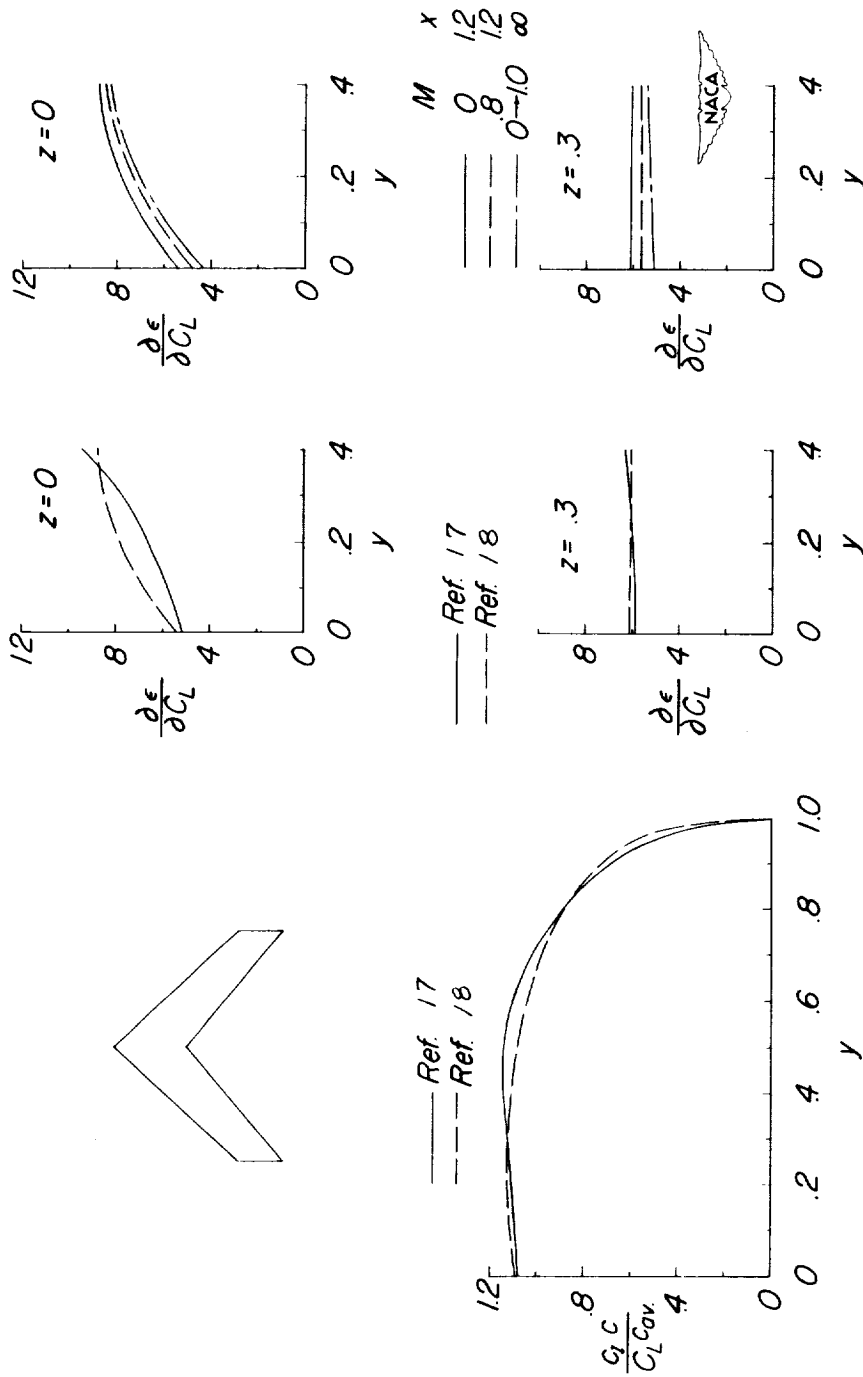 Ref. 17
Ref. 18
1.2
.8
.4
0
c_l c / C_L c_av.
0 .2 .4 .6 .8 1.0
y
z=0
12
8
4
0
∂ε/∂C_L
0 .2 .4
y
Ref. 17
Ref. 18
z=.3
8
4
0
∂ε/∂C_L
0 .2 .4
y
z=0
12
8
4
0
∂ε/∂C_L
0 .2 .4
y
M x
0 1.2
.8 1.2
0→1.0 ∞
z=.3
8
4
0
∂ε/∂C_L
0 .2 .4
y
NACA